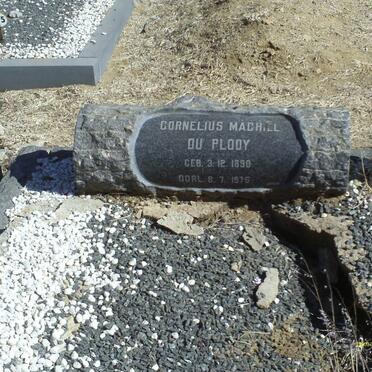 CORNELIUS MACHIEL
DU PLOOY
GEB. 3. 12. 1890
OORL. 8. 7. 1976